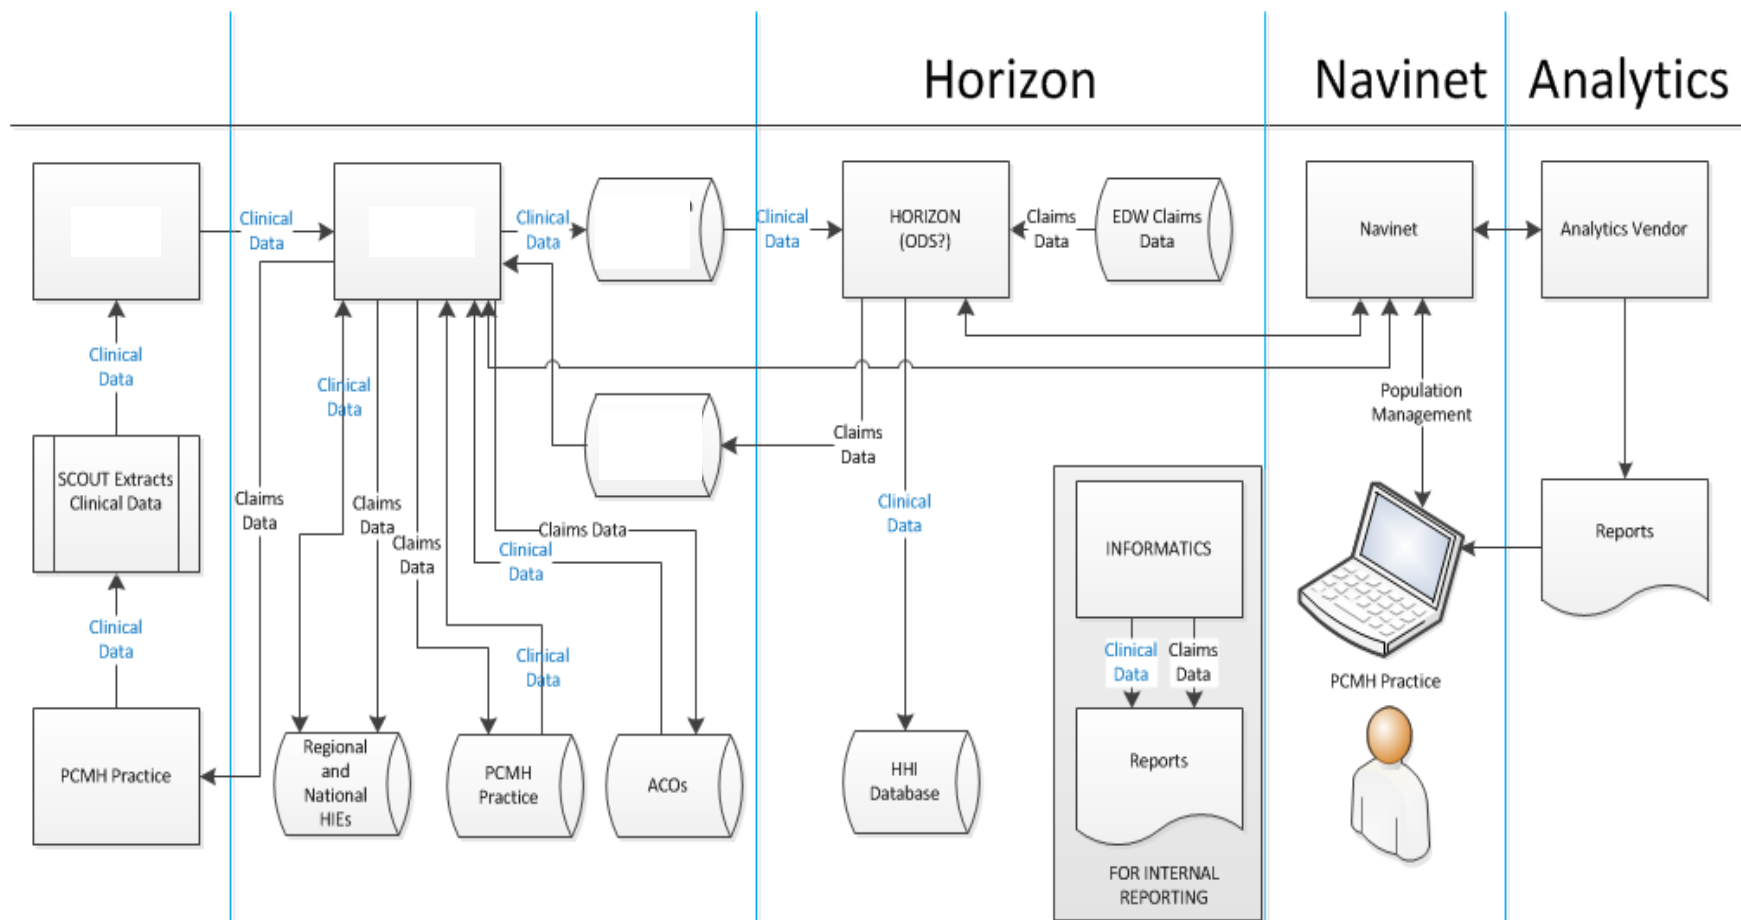 Horizon
Navinet
Analytics
Clinical
Data
Clinical
Data
Clinical
Data
HORIZON
(ODS?)
Claims
Data
EDW Claims
Data
Navinet
Analytics Vendor
Clinical
Data
Clinical
Data
Population
Management
Claims
Data
SCOUT Extracts
Clinical Data
Claims
Data
Claims
Data
Claims
Data
Claims Data
Clinical
Data
Clinical
Data
INFORMATICS
Reports
Clinical
Data
Clinical
Data
Clinical
Data
Claims
Data
PCMH Practice
PCMH Practice
Regional
and
National
HIEs
PCMH
Practice
ACOs
HHI
Database
Reports
FOR INTERNAL
REPORTING